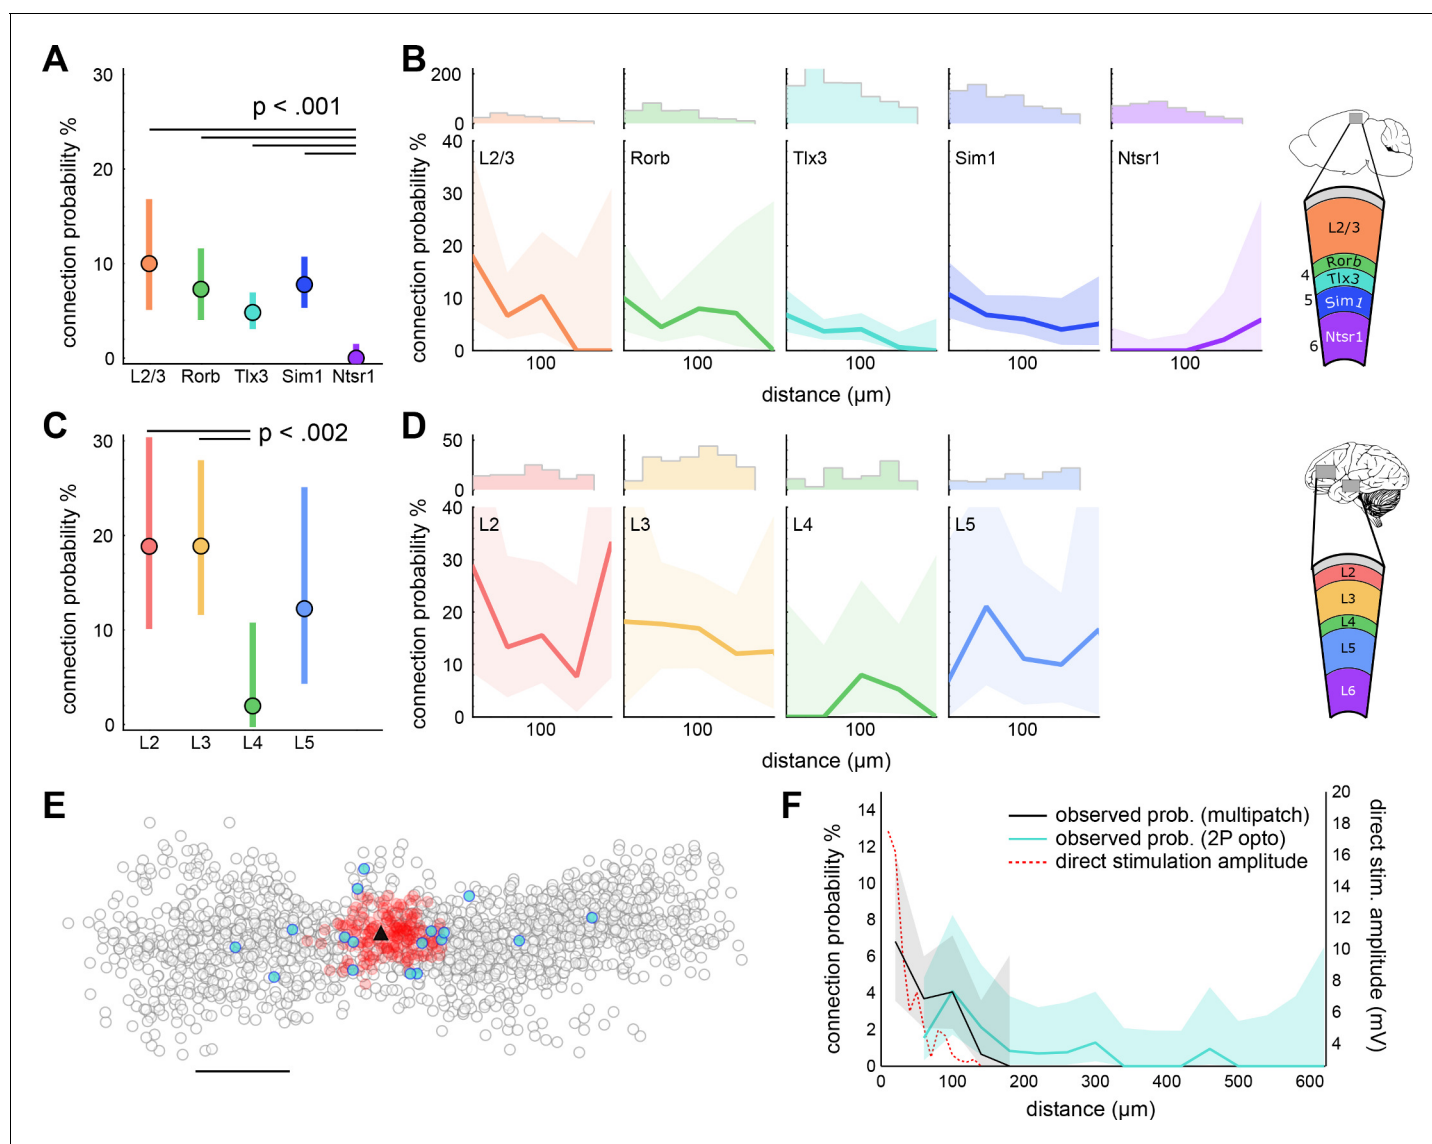 A
30
20
10
0
connection probability %
p < .001
L2/3 Rorb Tlx3 Sim1 Ntsr1
B
200
0
40
30
20
10
0
connection probability %
L2/3 Rorb Tlx3 Sim1 Ntsr1
100 100 100 100 100
distance (µm)
L2/3
Rorb
4
Tlx3
5
Sim1
6
Ntsr1
C
30
20
10
0
connection probability %
p < .002
L2 L3 L4 L5
D
50
0
40
30
20
10
0
connection probability %
L2 L3 L4 L5
100 100 100 100
distance (µm)
L2
L3
L4
L5
L6
E
F
14
12
10
8
6
4
2
0
connection probability %
observed prob. (multipatch)
observed prob. (2P opto)
direct stimulation amplitude
20
18
16
14
12
10
8
6
4
direct stim. amplitude (mV)
0 100 200 300 400 500 600
distance (µm)